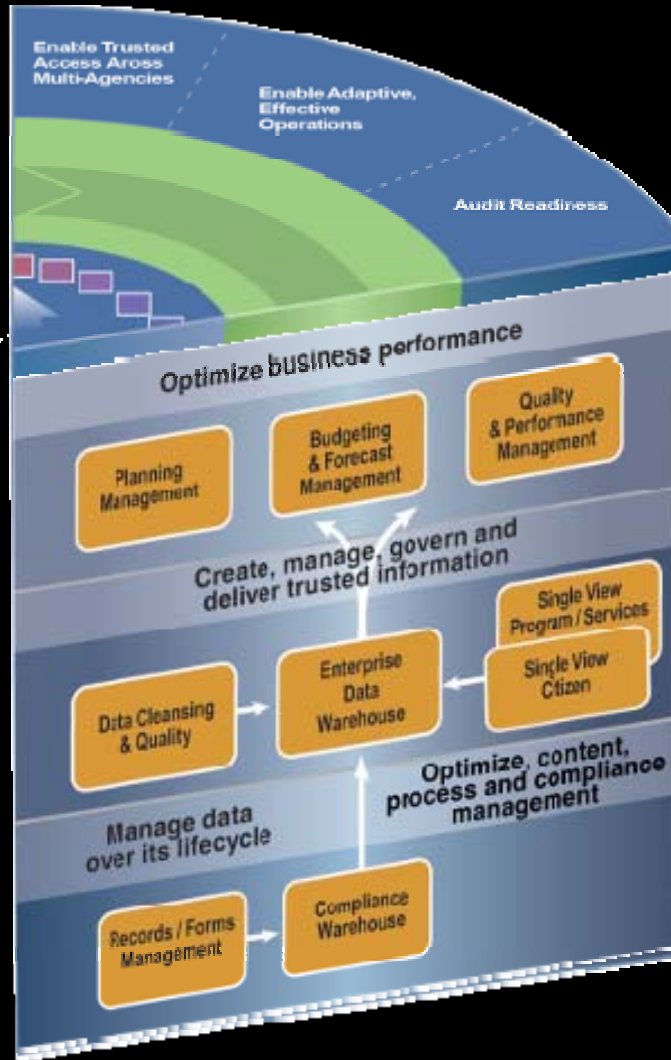 Enable Trusted
Access Aross
Multi-Agencies
Enable Adaptive,
Effective
Operations
Audit Readiness
Optimize business performance
Planning
Management
Budgeting
& Forecast
Management
Quality
& Performance
Management
Create, manage, govern and
deliver trusted information
Data Cleansing
& Quality
Enterprise
Data
Warehouse
Single View
Program / Services
Single View
Citizen
Manage data
over its lifecycle
Optimize, content,
process and compliance
management
Records / Forms
Management
Compliance
Warehouse